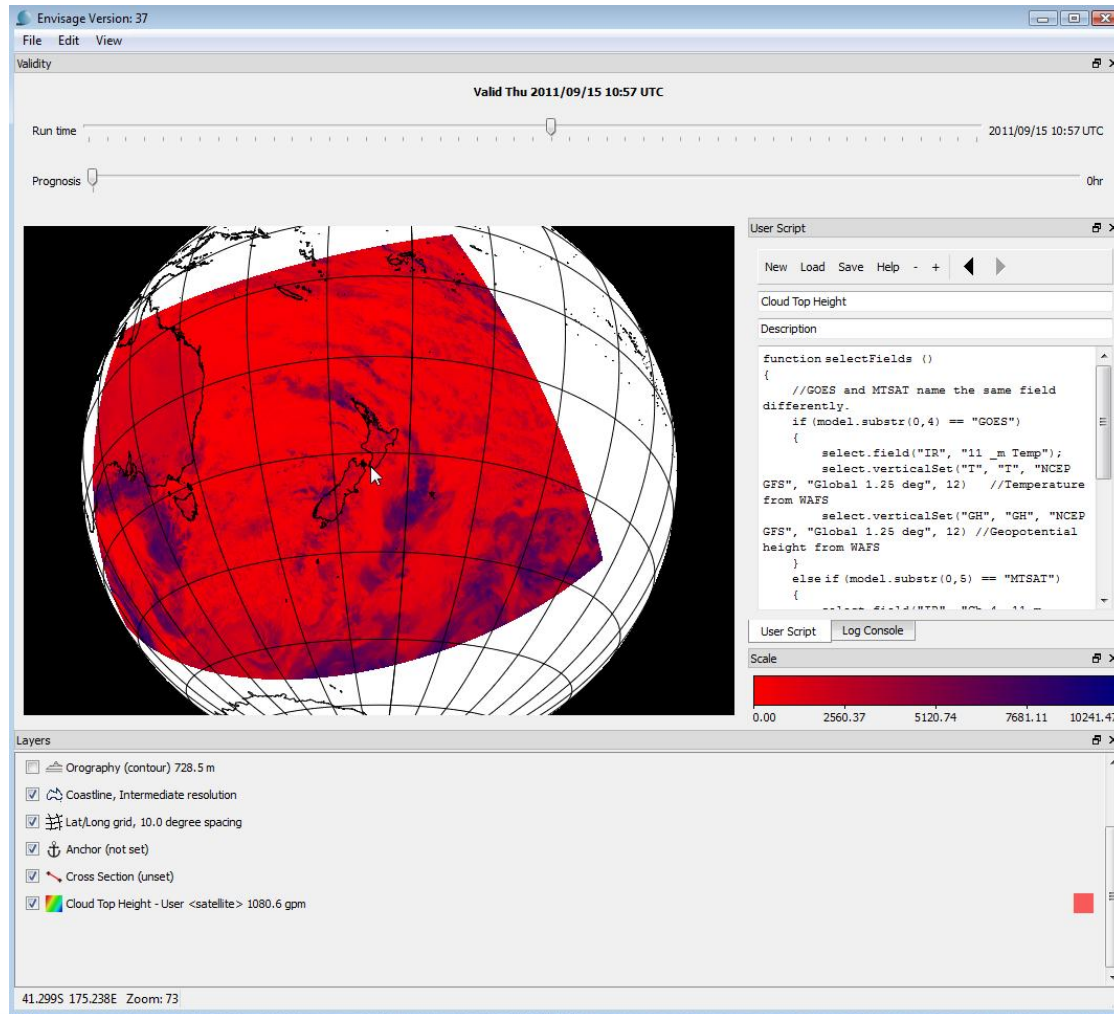 Envisage Version: 37
File Edit View
Validity
Valid Thu 2011/09/15 10:57 UTC
Run time
2011/09/15 10:57 UTC
Prognosis
0hr
User Script
New Load Save Help - +
Cloud Top Height
Description
function selectFields ()
{
//GOES and MTSAT name the same field
differently.
if (model.substr(0,4) == "GOES")
{
select.field("IR", "11 _m Temp");
select.verticalSet("T", "T", "NCEP
GFS", "Global 1.25 deg", 12) //Temperature
from WAFS
select.verticalSet("GH", "GH", "NCEP
GFS", "Global 1.25 deg", 12) //Geopotential
height from WAFS
}
else if (model.substr(0,5) == "MTSAT")
{
User Script Log Console
Scale
0.00 2560.37 5120.74 7681.11 10241.47
Layers
Orography (contour) 728.5 m
Coastline, Intermediate resolution
Lat/Long grid, 10.0 degree spacing
Anchor (not set)
Cross Section (unset)
Cloud Top Height - User <satellite> 1080.6 gpm
41.299S 175.238E Zoom: 73